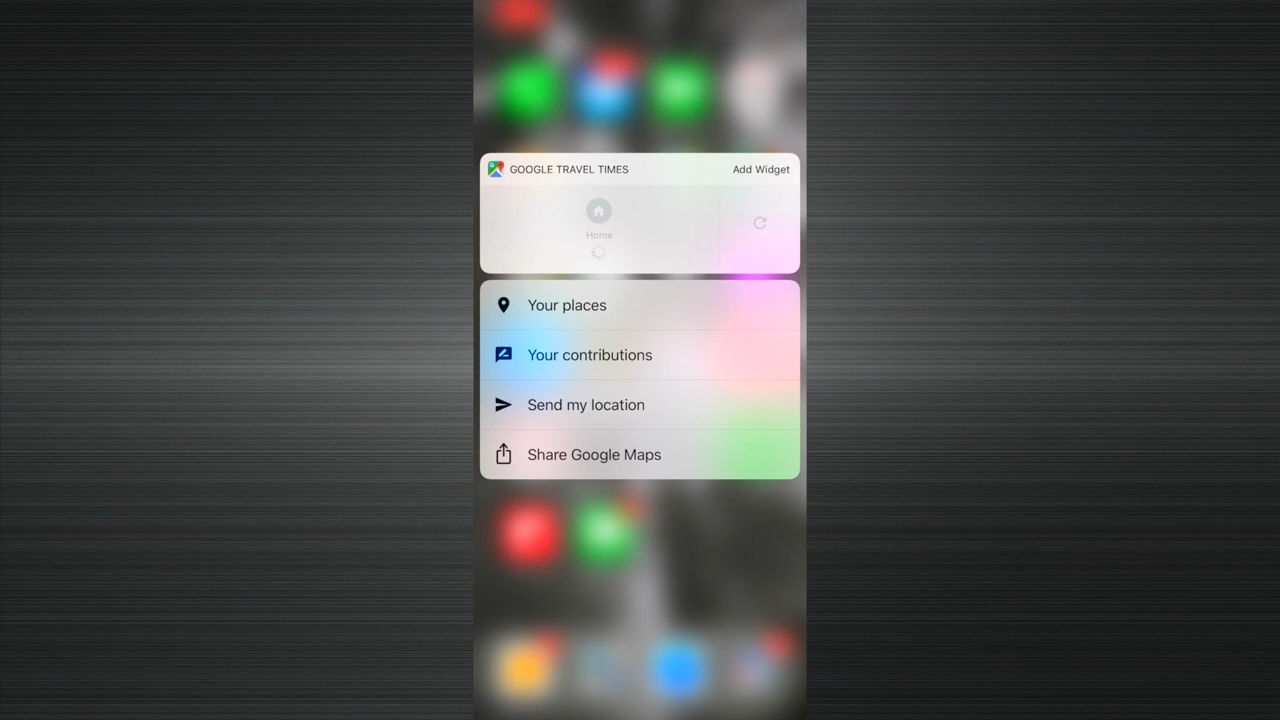 GOOGLE TRAVEL TIMES
Add Widget
Home
Your places
Your contributions
Send my location
Share Google Maps